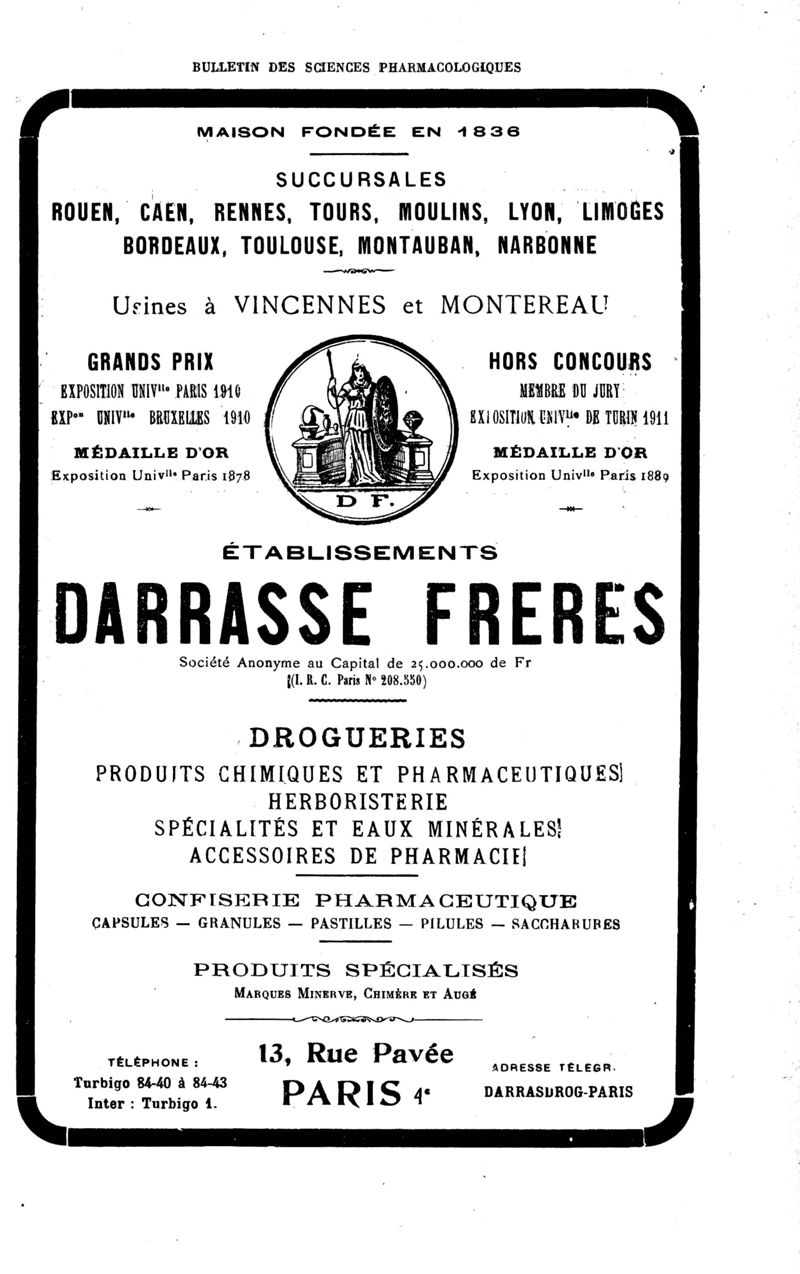 BULLETIN DES SCIENCES PHARMACOLOGIQUES
MAISON FONDÉE EN 1836
SUCCURSALES
ROUEN, CAEN, RENNES, TOURS, MOULINS, LYON, LIMOGES
BORDEAUX, TOULOUSE, MONTAUBAN, NARBONNE
Usines à VINCENNES et MONTEREAU
GRANDS PRIX
EXPOSITION UNIVlle PARIS 1910
EXPon UNIVlle BRUXELLES 1910
MÉDAILLE D'OR
Exposition Univlle Paris 1878
HORS CONCOURS
MEMBRE DU JURY
EXPOSITION UNIVlle DE TURIN 1911
MÉDAILLE D'OR
Exposition Univlle Paris 1889
D F.
ÉTABLISSEMENTS
DARRASSE FRERES
Société Anonyme au Capital de 25.000.000 de Fr
(I. R. C. Paris No 208.550)
DROGUERIES
PRODUITS CHIMIQUES ET PHARMACEUTIQUES
HERBORISTERIE
SPÉCIALITÉS ET EAUX MINÉRALES
ACCESSOIRES DE PHARMACIE
CONFISERIE PHARMACEUTIQUE
CAPSULES — GRANULES — PASTILLES — PILULES — SACCHARURES
PRODUITS SPÉCIALISÉS
MARQUES MINERVE, CHIMÈRE ET AUGÉ
TÉLÉPHONE :
Turbigo 84-40 à 84-43
Inter : Turbigo 1.
13, Rue Pavée
PARIS 4e
ADRESSE TÉLEGR.
DARRASDROG-PARIS